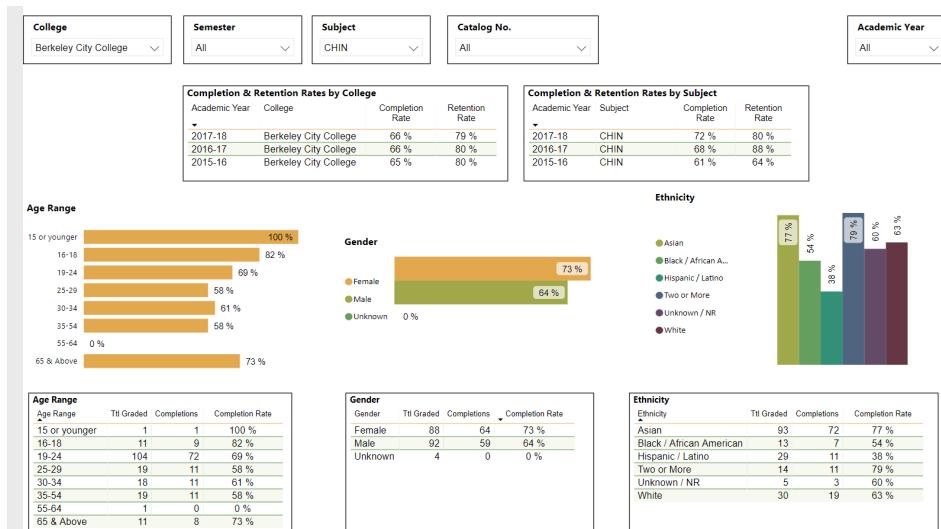 College
Semester
Subject
Catalog No.
Academic Year
Berkeley City College
All
CHIN
All
All
Completion & Retention Rates by College
Academic Year College Completion Rate Retention Rate
2017-18 Berkeley City College 66 % 79 %
2016-17 Berkeley City College 66 % 80 %
2015-16 Berkeley City College 65 % 80 %
Completion & Retention Rates by Subject
Academic Year Subject Completion Rate Retention Rate
2017-18 CHIN 72 % 80 %
2016-17 CHIN 68 % 88 %
2015-16 CHIN 61 % 64 %
Age Range
15 or younger 100 %
16-18 82 %
19-24 69 %
25-29 58 %
30-34 61 %
35-54 58 %
55-64 0 %
65 & Above 73 %
Gender
73 %
Female
64 %
Male
Unknown 0 %
Ethnicity
Asian
Black / African A...
Hispanic / Latino
Two or More
Unknown / NR
White
77 %
54 %
38 %
79 %
60 %
63 %
Age Range
Age Range Ttl Graded Completions Completion Rate
15 or younger 1 1 100 %
16-18 11 9 82 %
19-24 104 72 69 %
25-29 19 11 58 %
30-34 18 11 61 %
35-54 19 11 58 %
55-64 1 0 0 %
65 & Above 11 8 73 %
Gender
Gender Ttl Graded Completions Completion Rate
Female 88 64 73 %
Male 92 59 64 %
Unknown 4 0 0 %
Ethnicity
Ethnicity Ttl Graded Completions Completion Rate
Asian 93 72 77 %
Black / African American 13 7 54 %
Hispanic / Latino 29 11 38 %
Two or More 14 11 79 %
Unknown / NR 5 3 60 %
White 30 19 63 %